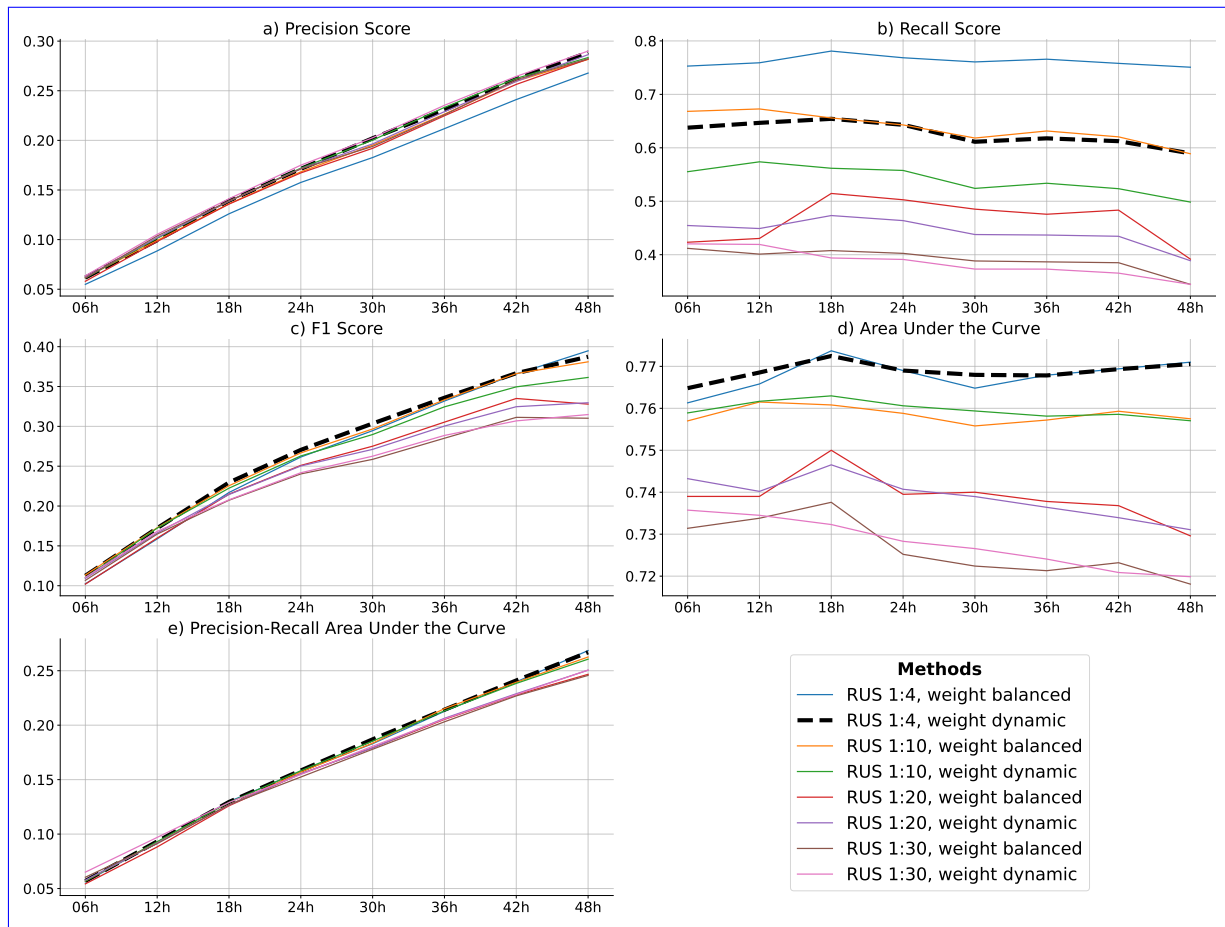 a) Precision Score
0.30
0.25
0.20
0.15
0.10
0.05
06h 12h 18h 24h 30h 36h 42h 48h
b) Recall Score
0.8
0.7
0.6
0.5
0.4
06h 12h 18h 24h 30h 36h 42h 48h
c) F1 Score
0.40
0.35
0.30
0.25
0.20
0.15
0.10
06h 12h 18h 24h 30h 36h 42h 48h
d) Area Under the Curve
0.77
0.76
0.75
0.74
0.73
0.72
06h 12h 18h 24h 30h 36h 42h 48h
e) Precision-Recall Area Under the Curve
0.25
0.20
0.15
0.10
0.05
06h 12h 18h 24h 30h 36h 42h 48h
Methods
RUS 1:4, weight balanced
RUS 1:4, weight dynamic
RUS 1:10, weight balanced
RUS 1:10, weight dynamic
RUS 1:20, weight balanced
RUS 1:20, weight dynamic
RUS 1:30, weight balanced
RUS 1:30, weight dynamic